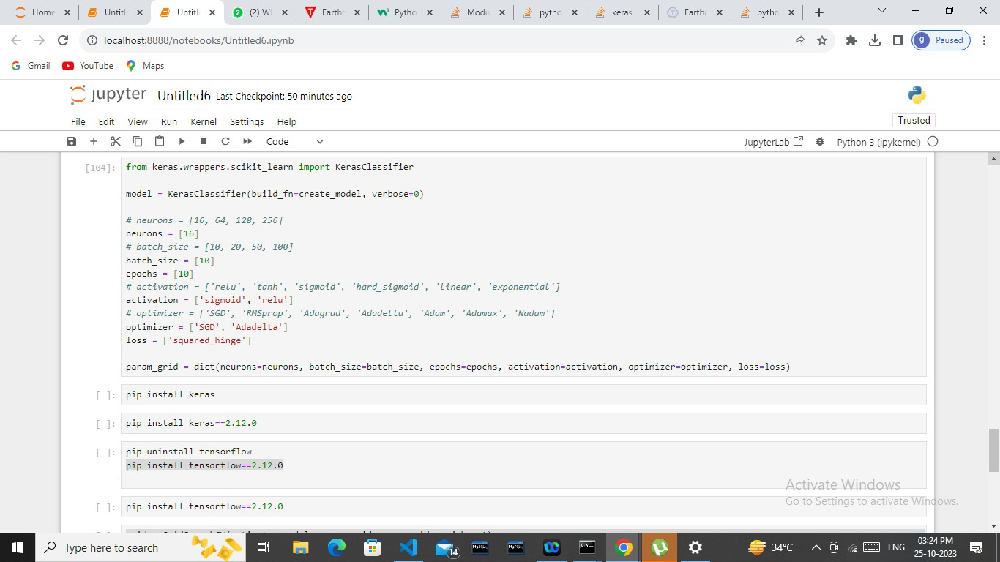 Home
Untitl
Untitl
(2) W
Earthc
Pytho
Modu
pytho
keras
Earthc
pytho
localhost:8888/notebooks/Untitled6.ipynb
g Paused
Gmail YouTube Maps
jupyter Untitled6 Last Checkpoint: 50 minutes ago
File Edit View Run Kernel Settings Help
Trusted
Code
JupyterLab Python 3 (ipykernel)
[104]: from keras.wrappers.scikit_learn import KerasClassifier
model = KerasClassifier(build_fn=create_model, verbose=0)
# neurons = [16, 64, 128, 256]
neurons = [16]
# batch_size = [10, 20, 50, 100]
batch_size = [10]
epochs = [10]
# activation = ['relu', 'tanh', 'sigmoid', 'hard_sigmoid', 'linear', 'exponential']
activation = ['sigmoid', 'relu']
# optimizer = ['SGD', 'RMSprop', 'Adagrad', 'Adadelta', 'Adam', 'Adamax', 'Nadam']
optimizer = ['SGD', 'Adadelta']
loss = ['squared_hinge']
param_grid = dict(neurons=neurons, batch_size=batch_size, epochs=epochs, activation=activation, optimizer=optimizer, loss=loss)
[ ]: pip install keras
[ ]: pip install keras==2.12.0
[ ]: pip uninstall tensorflow
pip install tensorflow==2.12.0
[ ]: pip install tensorflow==2.12.0
Activate Windows
Go to Settings to activate Windows.
Type here to search
14
34°C
ENG
03:24 PM
25-10-2023